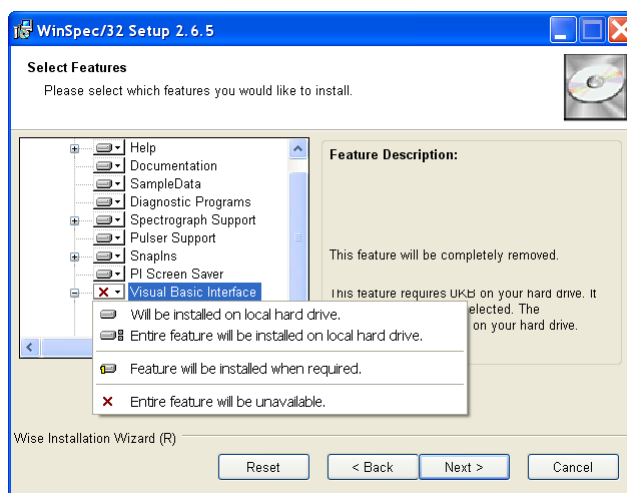 WinSpec/32 Setup 2.6.5
Select Features
Please select which features you would like to install.
Help
Documentation
SampleData
Diagnostic Programs
Spectrograph Support
Pulser Support
SnapIns
PI Screen Saver
Visual Basic Interface
Feature Description:
This feature will be completely removed.
This feature requires 0KB on your hard drive. It
elected. The
on your hard drive.
Will be installed on local hard drive.
Entire feature will be installed on local hard drive.
Feature will be installed when required.
Entire feature will be unavailable.
Wise Installation Wizard (R)
Reset
< Back
Next >
Cancel